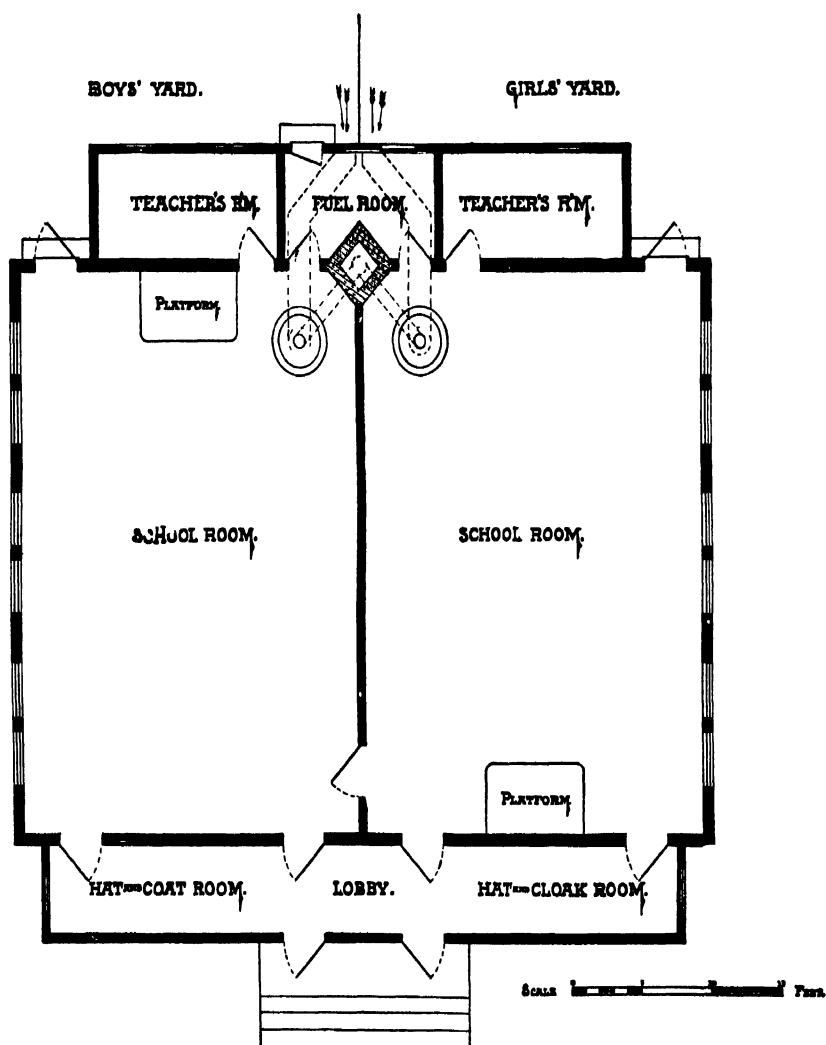 BOYS' YARD.
GIRLS' YARD.
TEACHER'S RM.
FUEL ROOM.
TEACHER'S R'M.
PLATFORM
SCHOOL ROOM.
SCHOOL ROOM.
PLATFORM
HAT AND COAT ROOM.
LOBBY.
HAT AND CLOAK ROOM.
SCALE
FEET.